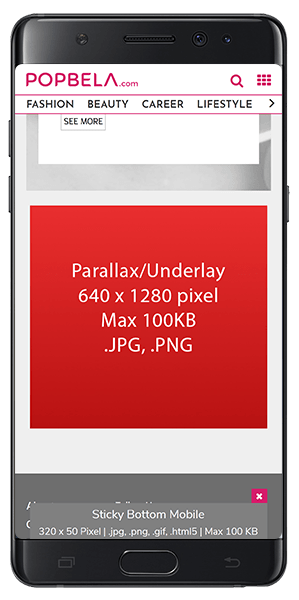 POPBELA.com
FASHION BEAUTY CAREER LIFESTYLE
SEE MORE
Parallax/Underlay
640 x 1280 pixel
Max 100KB
.JPG, .PNG
Sticky Bottom Mobile
320 x 50 Pixel | .jpg, .png, .gif, .html5 | Max 100 KB